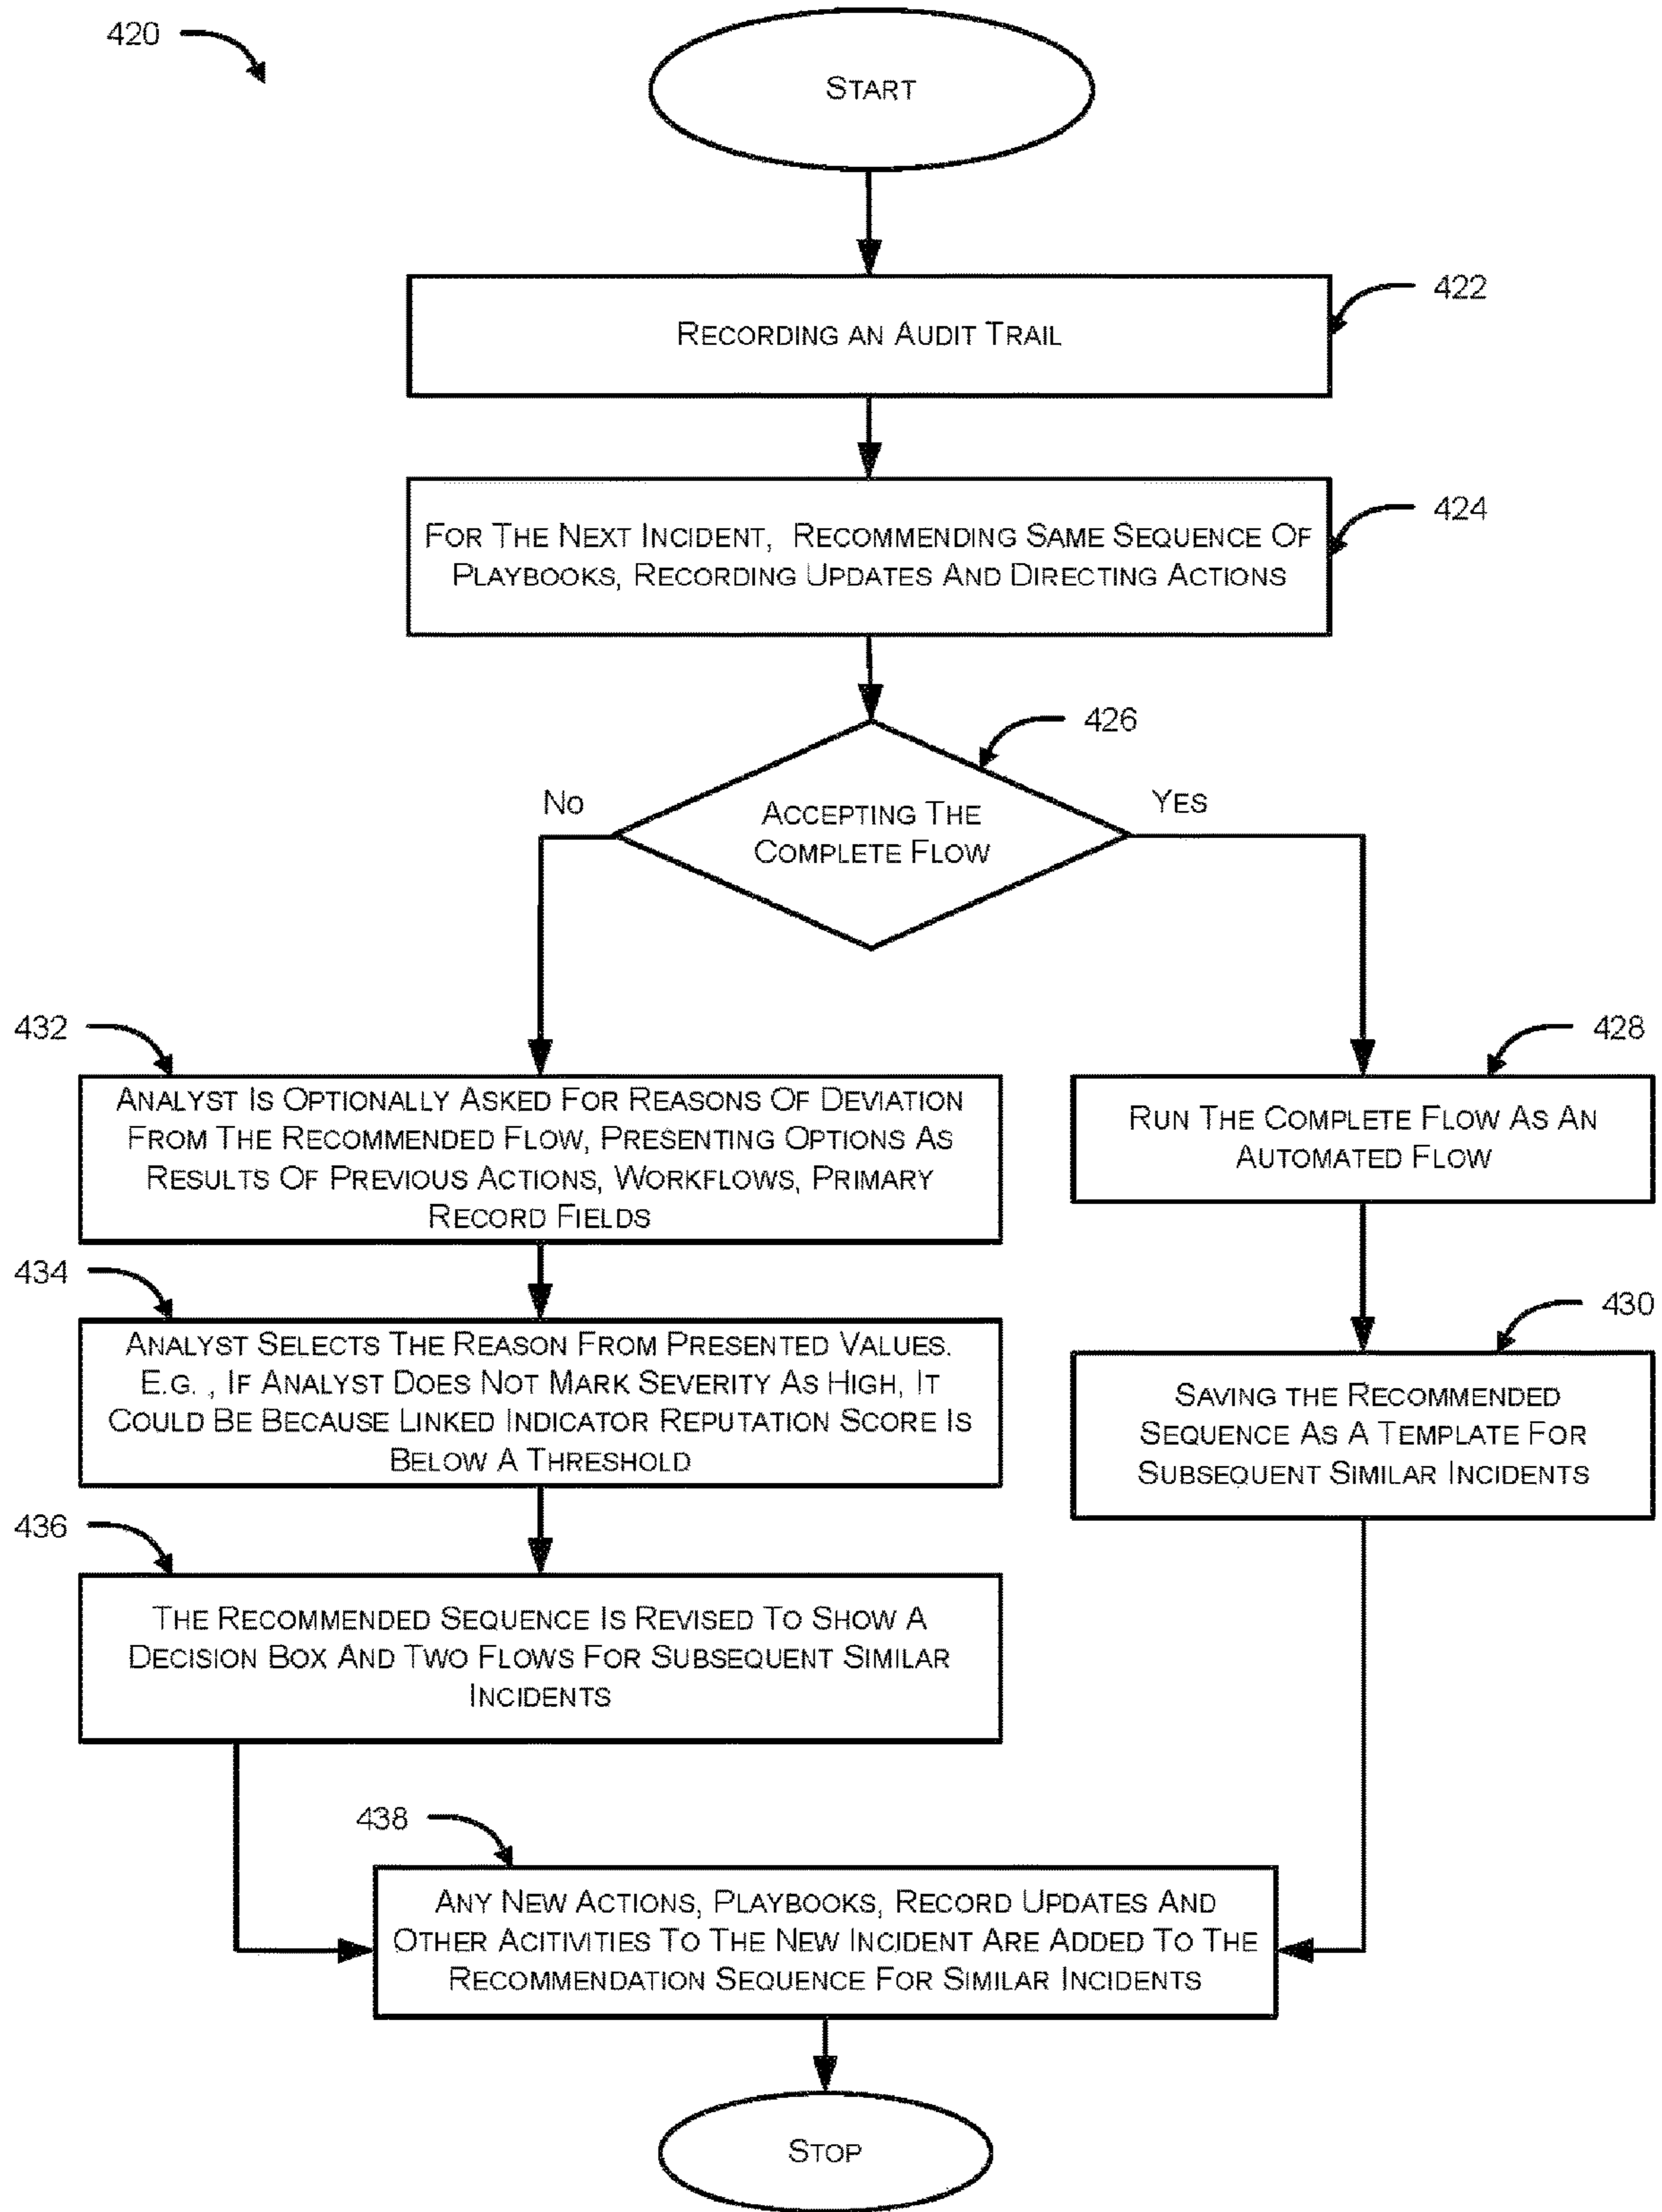 420
START
RECORDING AN AUDIT TRAIL
422
FOR THE NEXT INCIDENT, RECOMMENDING SAME SEQUENCE OF
PLAYBOOKS, RECORDING UPDATES AND DIRECTING ACTIONS
424
426
ACCEPTING THE
COMPLETE FLOW
NO
YES
432
ANALYST IS OPTIONALLY ASKED FOR REASONS OF DEVIATION
FROM THE RECOMMENDED FLOW, PRESENTING OPTIONS AS
RESULTS OF PREVIOUS ACTIONS, WORKFLOWS, PRIMARY
RECORD FIELDS
428
RUN THE COMPLETE FLOW AS AN
AUTOMATED FLOW
434
ANALYST SELECTS THE REASON FROM PRESENTED VALUES.
E.G. , IF ANALYST DOES NOT MARK SEVERITY AS HIGH, IT
COULD BE BECAUSE LINKED INDICATOR REPUTATION SCORE IS
BELOW A THRESHOLD
430
SAVING THE RECOMMENDED
SEQUENCE AS A TEMPLATE FOR
SUBSEQUENT SIMILAR INCIDENTS
436
THE RECOMMENDED SEQUENCE IS REVISED TO SHOW A
DECISION BOX AND TWO FLOWS FOR SUBSEQUENT SIMILAR
INCIDENTS
438
ANY NEW ACTIONS, PLAYBOOKS, RECORD UPDATES AND
OTHER ACITIVITIES TO THE NEW INCIDENT ARE ADDED TO THE
RECOMMENDATION SEQUENCE FOR SIMILAR INCIDENTS
STOP